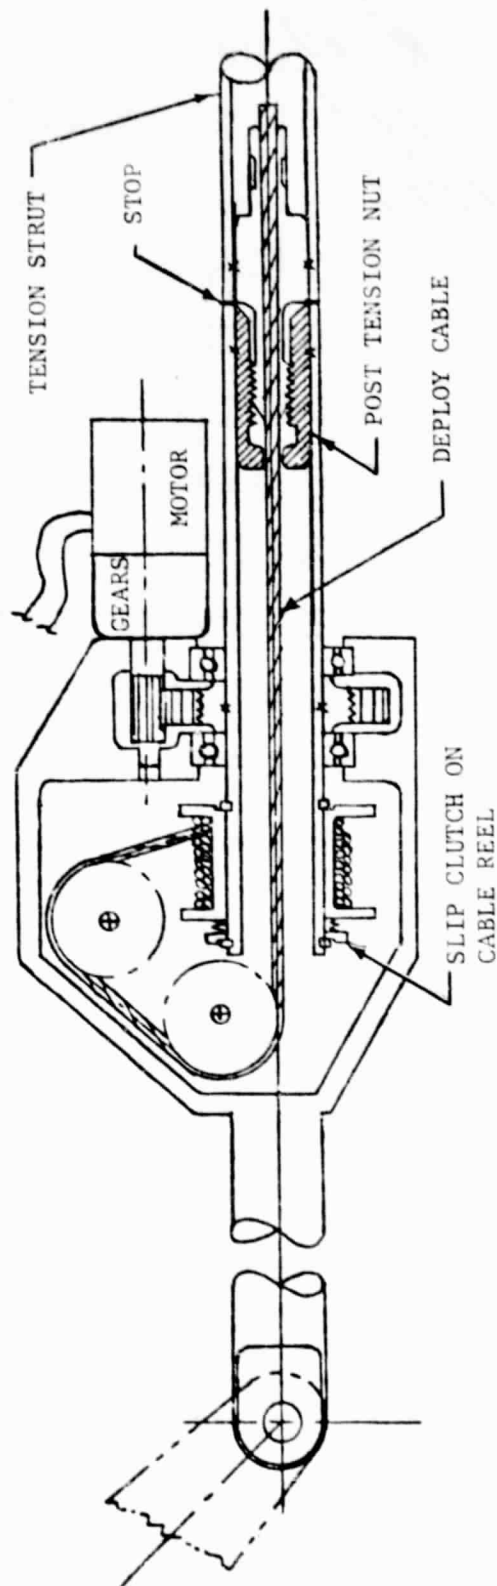 TENSION STRUT
STOP
GEARS
MOTOR
POST TENSION NUT
DEPLOY CABLE
SLIP CLUTCH ON
CABLE REEL